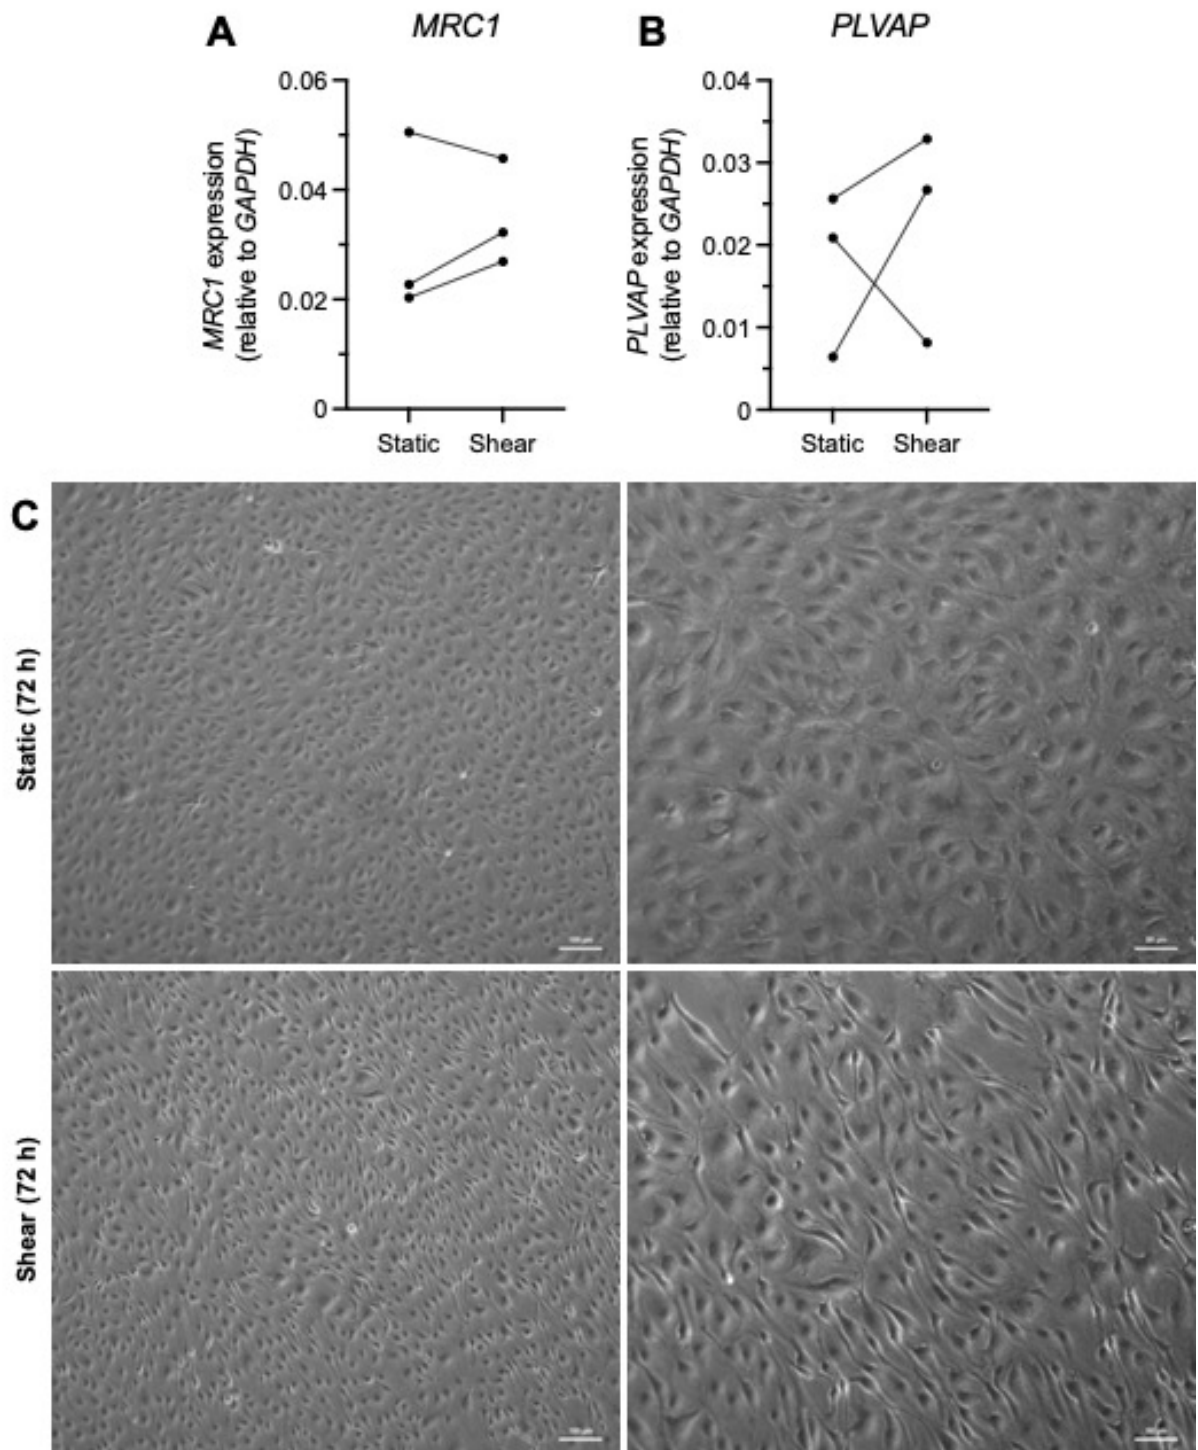 A
MRC1
B
PLVAP
MRC1 expression
(relative to GAPDH)
0.06
0.04
0.02
0
Static
Shear
PLVAP expression
(relative to GAPDH)
0.04
0.03
0.02
0.01
0
Static
Shear
C
Static (72 h)
Shear (72 h)